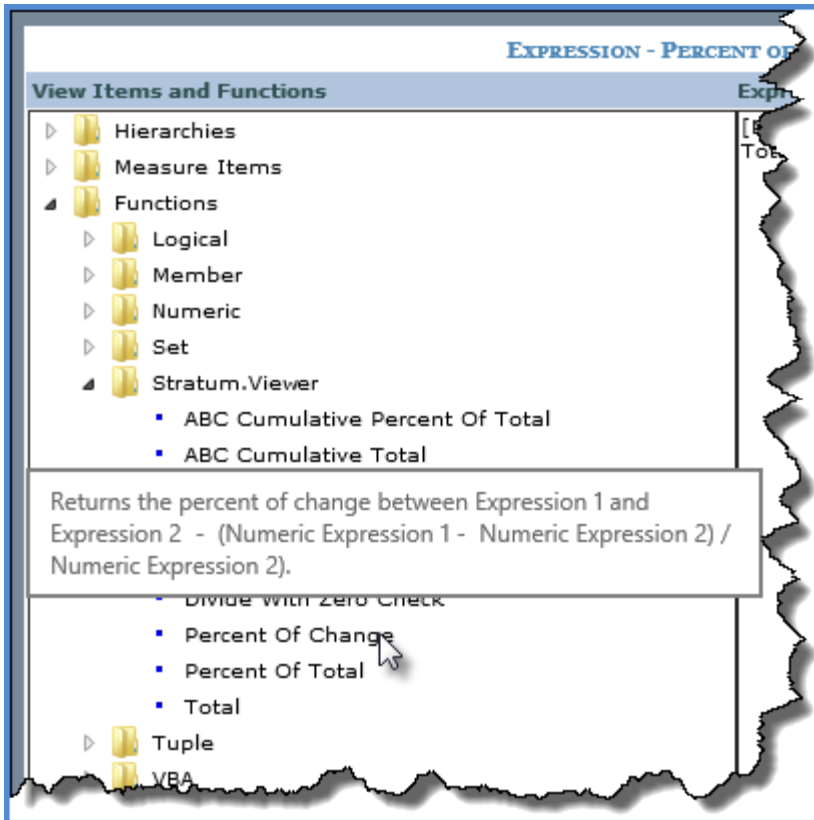 EXPRESSION - PERCENT OF
View Items and Functions
Hierarchies
Measure Items
Functions
Logical
Member
Numeric
Set
Stratum.Viewer
ABC Cumulative Percent Of Total
ABC Cumulative Total
Returns the percent of change between Expression 1 and
Expression 2 - (Numeric Expression 1 - Numeric Expression 2) /
Numeric Expression 2).
Divide With Zero Check
Percent Of Change
Percent Of Total
Total
Tuple
VBA